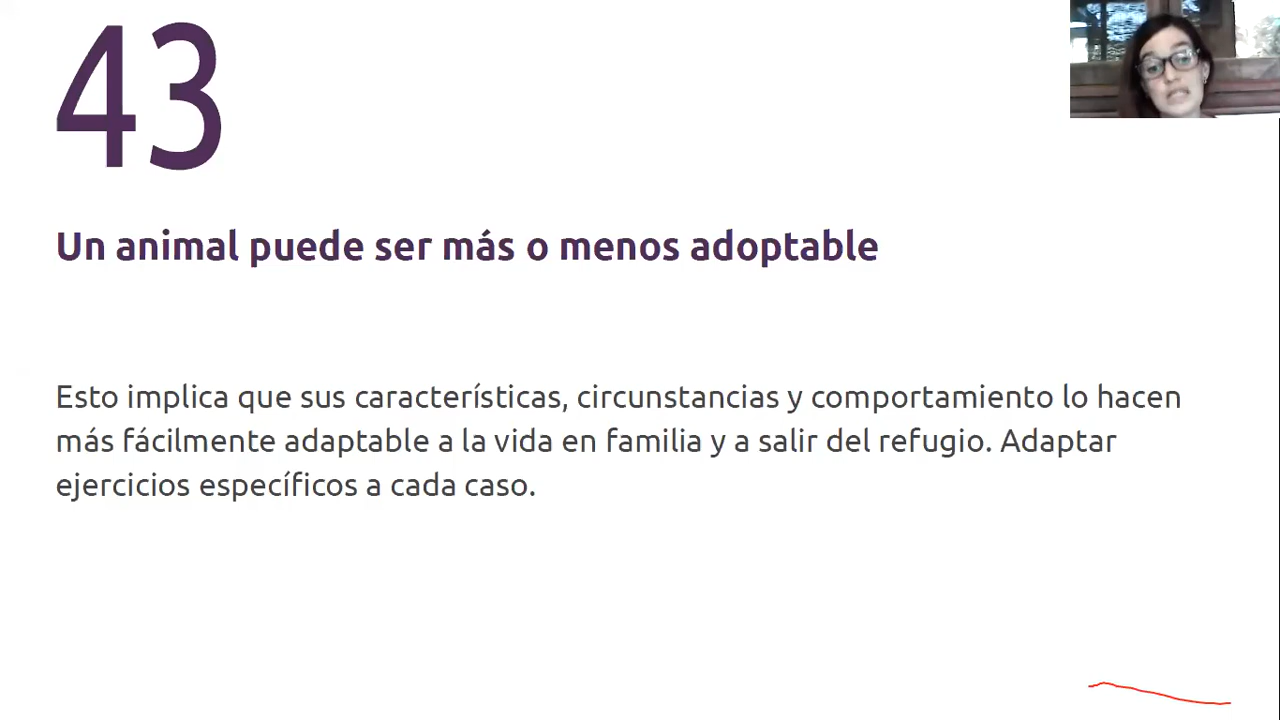 43
Un animal puede ser más o menos adoptable
Esto implica que sus características, circunstancias y comportamiento lo hacen
más fácilmente adaptable a la vida en familia y a salir del refugio. Adaptar
ejercicios específicos a cada caso.